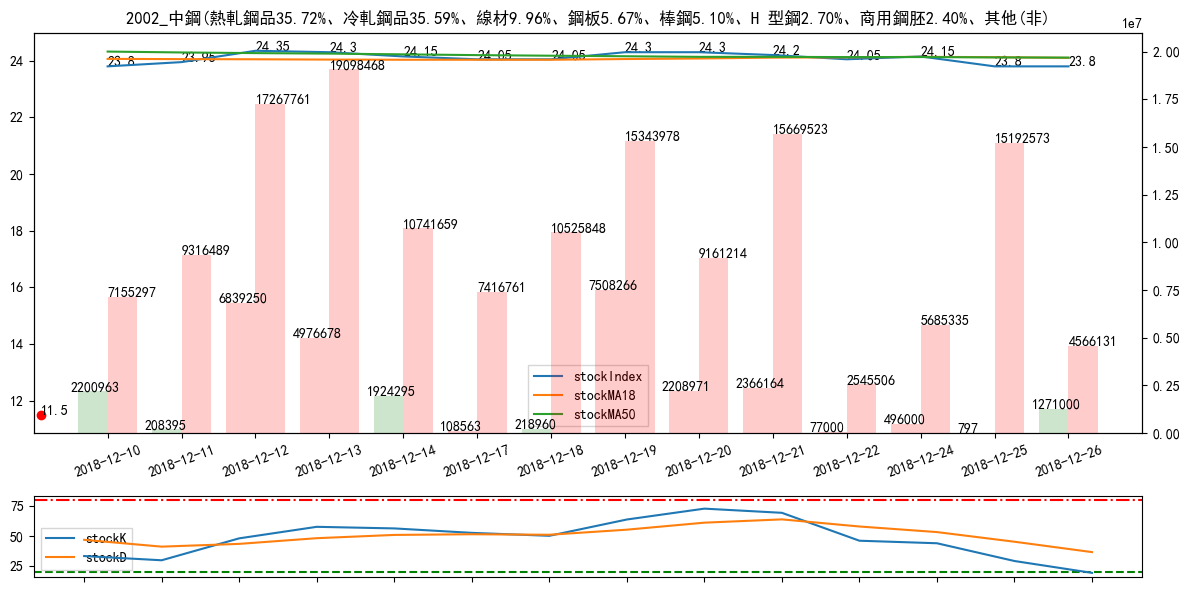 2002_中鋼(熱軋鋼品35.72%、冷軋鋼品35.59%、線材9.96%、鋼板5.67%、棒鋼5.10%、H 型鋼2.70%、商用鋼胚2.40%、其他(非)
1e7
23.8 23.95 24.35 24.3 24.15 24.05 24.05 24.3 24.3 24.2 24.05 24.15 23.8 23.8
24 22 20 18 16 14 12
2.00 1.75 1.50 1.25 1.00 0.75 0.50 0.25 0.00
7155297 9316489 17267761 19098468 10741659 7416761 10525848 15343978 9161214 15669523 2545506 5685335 15192573 4566131
2200963 208395 6839250 4976678 1924295 108563 218960 7508266 2208971 2366164 77000 496000 797 1271000
11.5
stockIndex
stockMA18
stockMA50
2018-12-10 2018-12-11 2018-12-12 2018-12-13 2018-12-14 2018-12-17 2018-12-18 2018-12-19 2018-12-20 2018-12-21 2018-12-22 2018-12-24 2018-12-25 2018-12-26
75
50
25
stockK
stockD